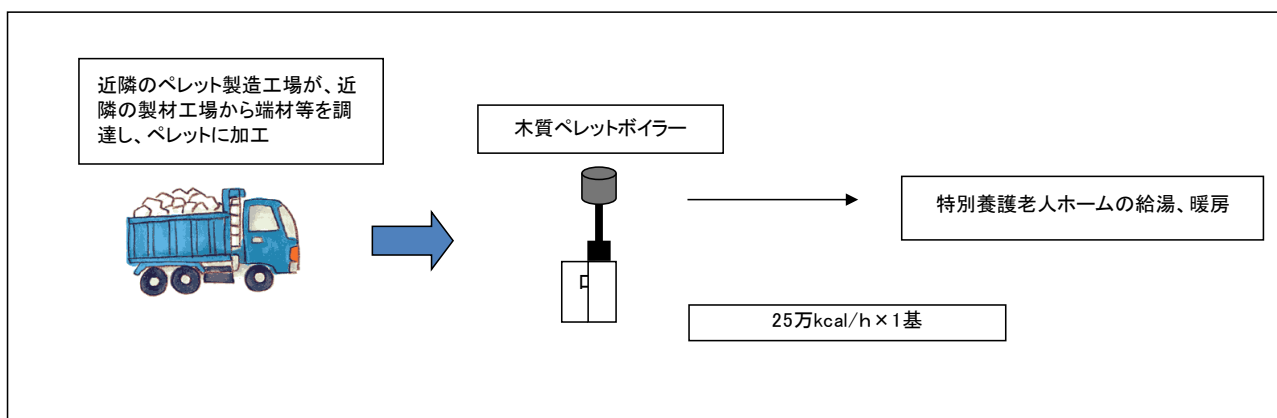 近隣のペレット製造工場が、近
隣の製材工場から端材等を調
達し、ペレットに加工
木質ペレットボイラー
特別養護老人ホームの給湯、暖房
25万kcal/ｈ×1基